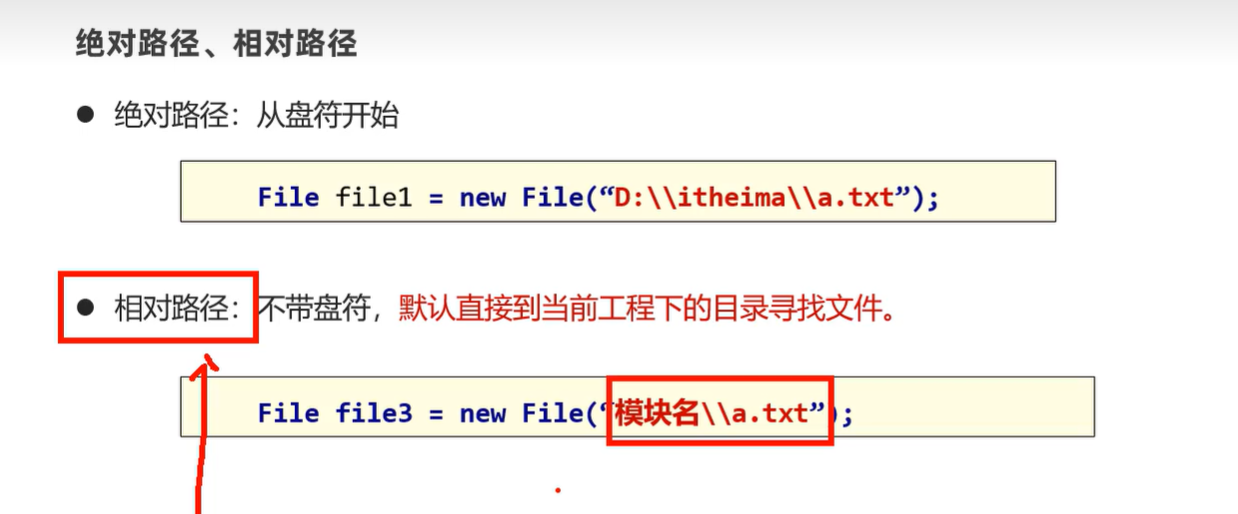 绝对路径、相对路径
● 绝对路径：从盘符开始
File file1 = new File(“D:\\itheima\\a.txt”);
● 相对路径：不带盘符，默认直接到当前工程下的目录寻找文件。
File file3 = new File(“模块名\\a.txt”);